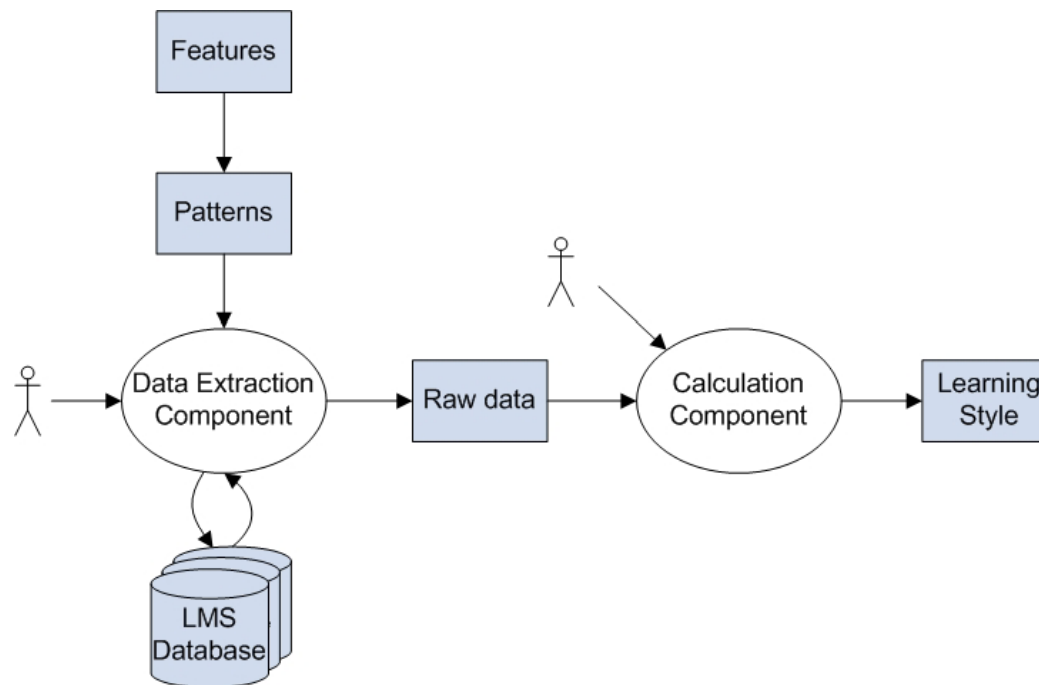 Features
Patterns
Data Extraction
Component
Raw data
Calculation
Component
Learning
Style
LMS
Database